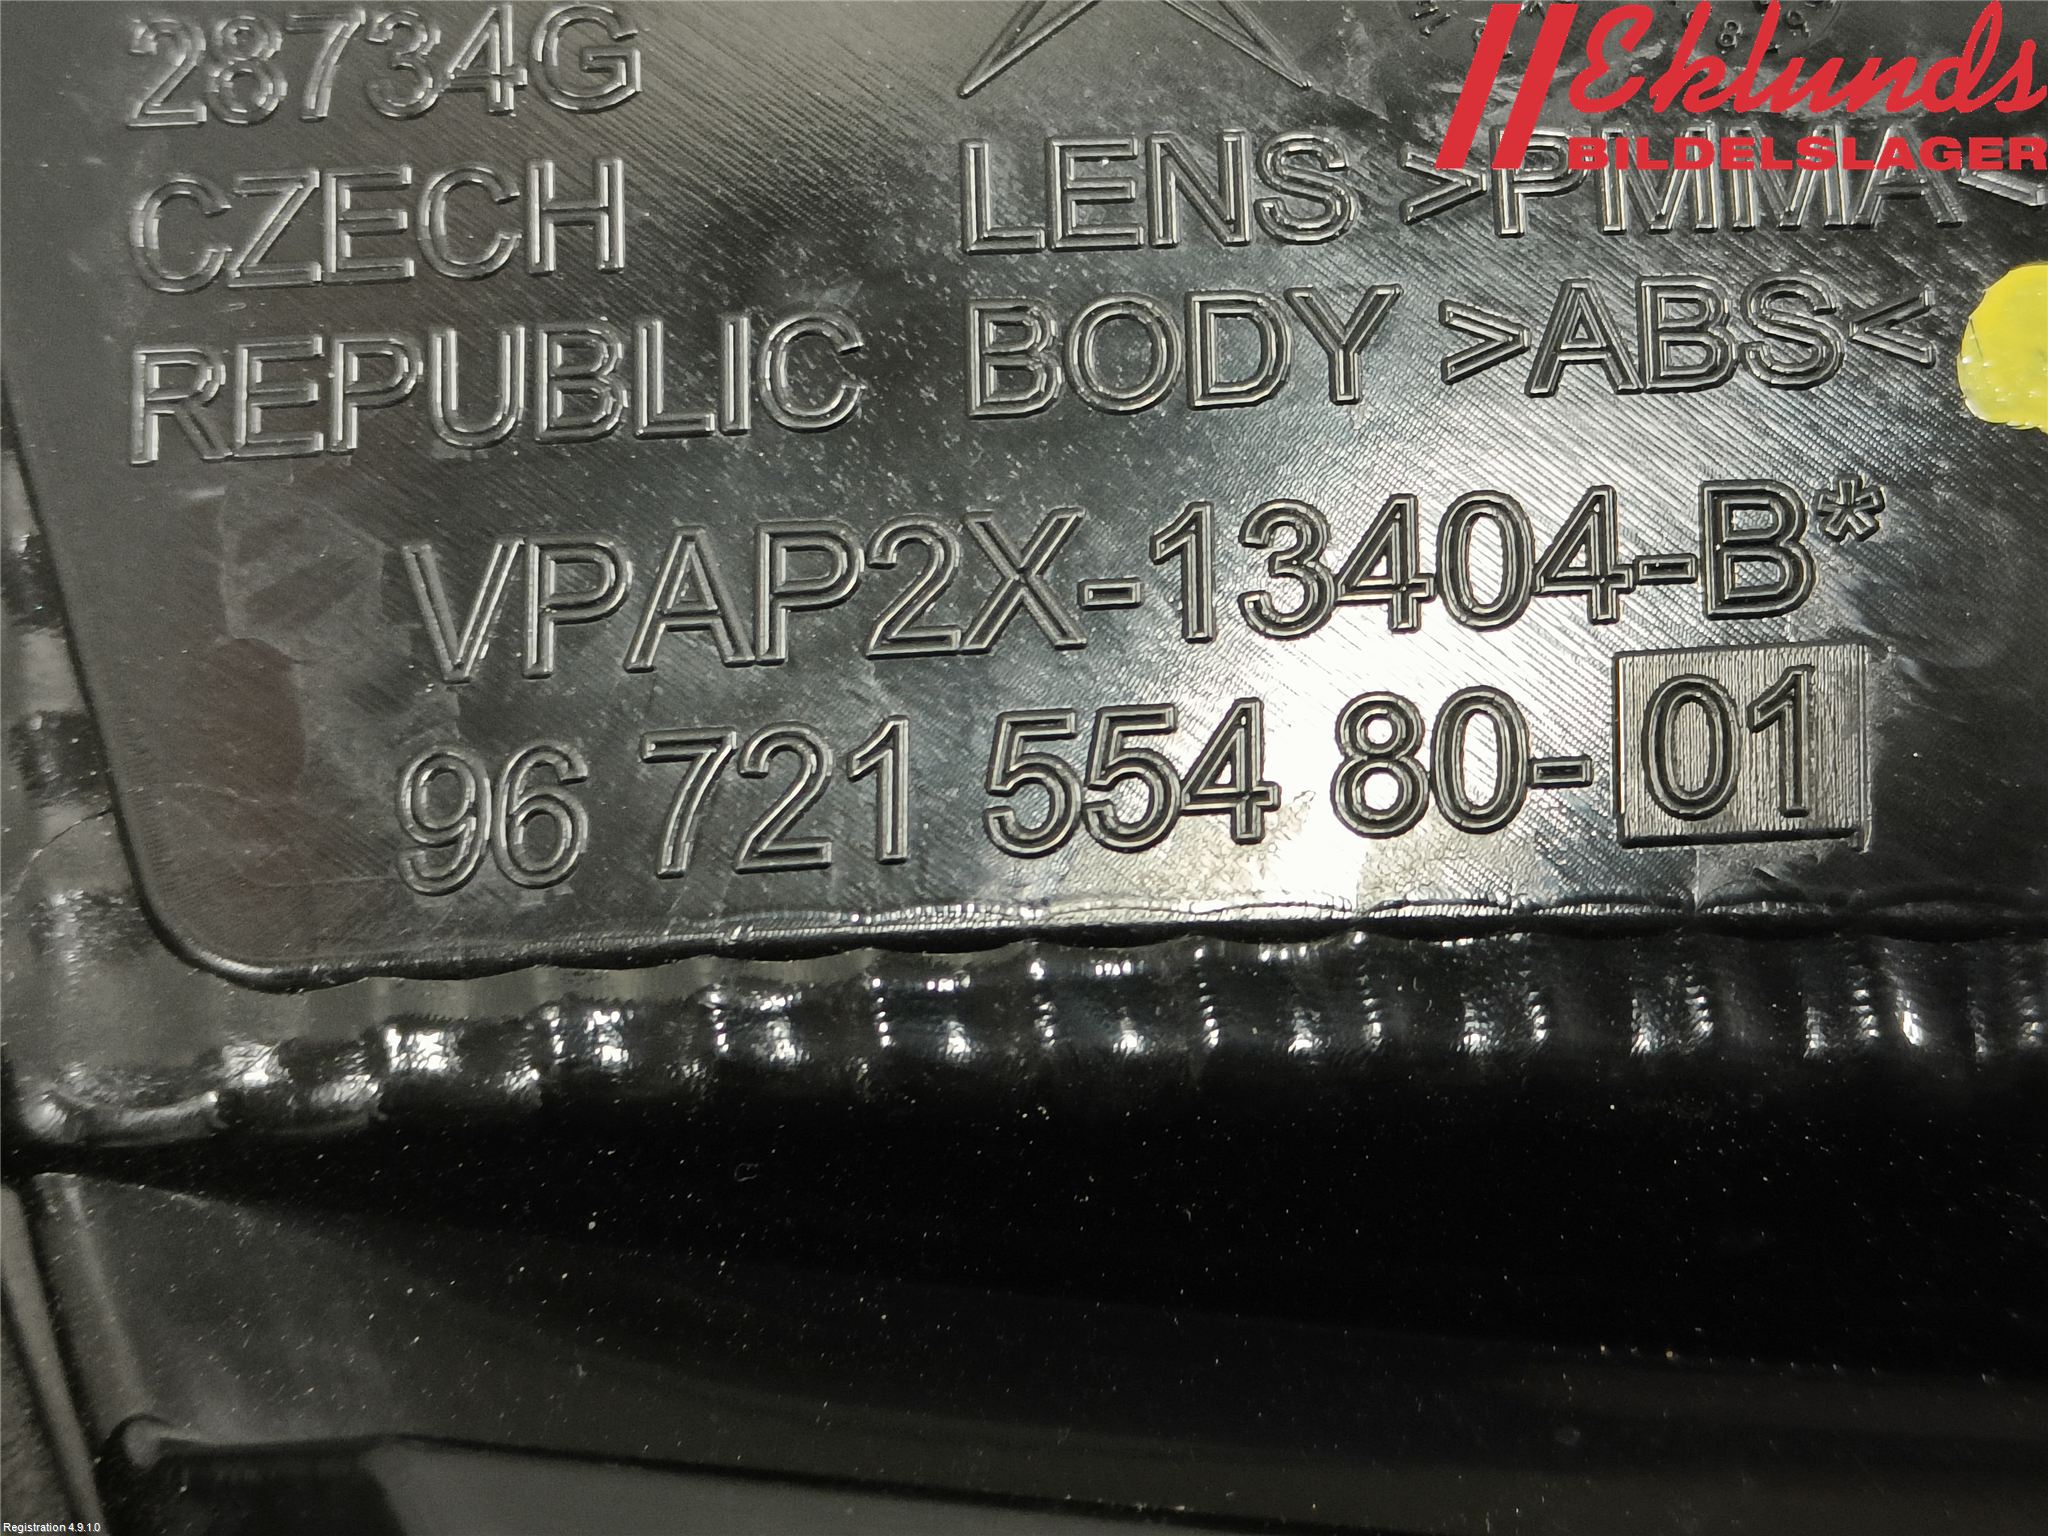 Eklunds
BILDELSLAGER
28734G
CZECH
REPUBLIC
LENS >PMMA<
BODY >ABS<
VPAP2X-13404-B*
96 721 554 80-01
Registration 4.9.1.0